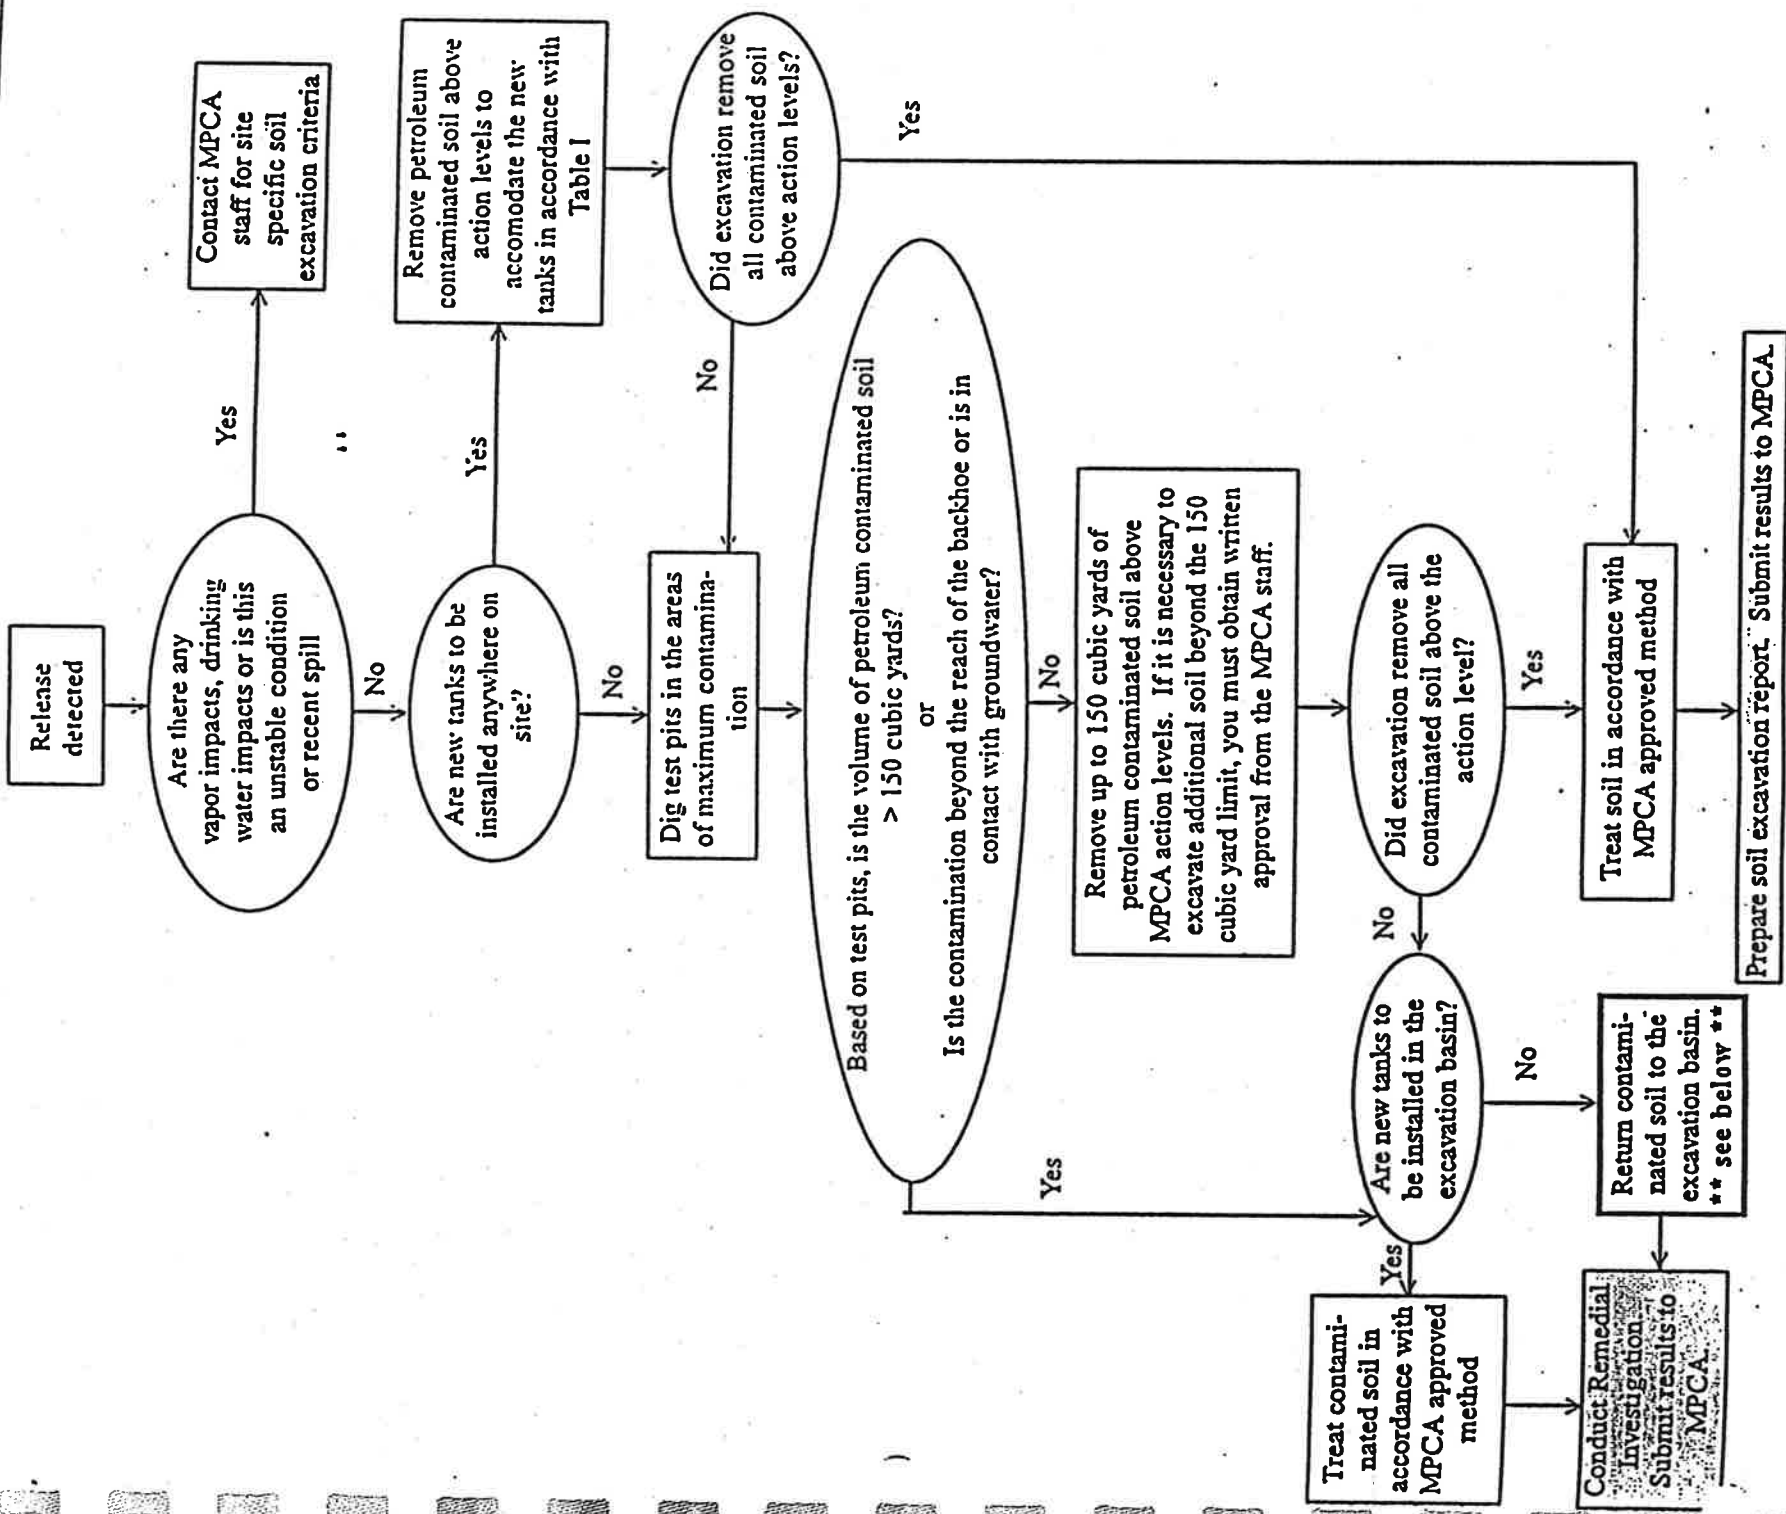 Release
detected
Are there any
vapor impacts, drinking
water impacts or is this
an unstable condition
or recent spill
Yes
Contact MPCA
staff for site
specific soil
excavation criteria
No
Are new tanks to be
installed anywhere on
site?
Yes
Remove petroleum
contaminated soil above
action levels to
accomodate the new
tanks in accordance with
Table I
Did excavation remove
all contaminated soil
above action levels?
Yes
No
No
Dig test pits in the areas
of maximum contamina-
tion
Based on test pits, is the volume of petroleum contaminated soil
> 150 cubic yards?
or
Is the contamination beyond the reach of the backhoe or is in
contact with groundwater?
No
Yes
Remove up to 150 cubic yards of
petroleum contaminated soil above
MPCA action levels. If it is necessary to
excavate additional soil beyond the 150
cubic yard limit, you must obtain written
approval from the MPCA staff.
Did excavation remove all
contaminated soil above the
action level?
No
Yes
Are new tanks to
be installed in the
excavation basin?
Yes
No
Treat contami-
nated soil in
accordance with
MPCA approved
method
Return contami-
nated soil to the
excavation basin.
** see below **
Conduct Remedial
Investigation.
Submit results to
MPCA.
Treat soil in accordance with
MPCA approved method
Prepare soil excavation report. Submit results to MPCA.